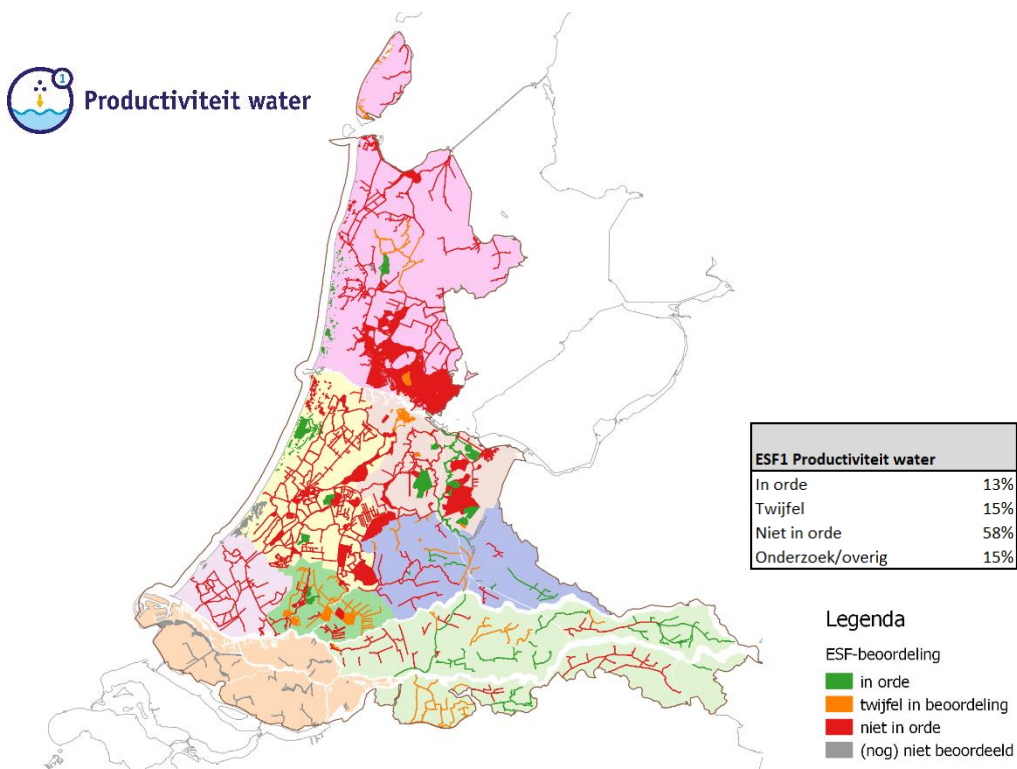 1
Productiviteit water
ESF1 Productiviteit water
In orde 13%
Twijfel 15%
Niet in orde 58%
Onderzoek/overig 15%
Legenda
ESF-beoordeling
in orde
twijfel in beoordeling
niet in orde
(nog) niet beoordeeld